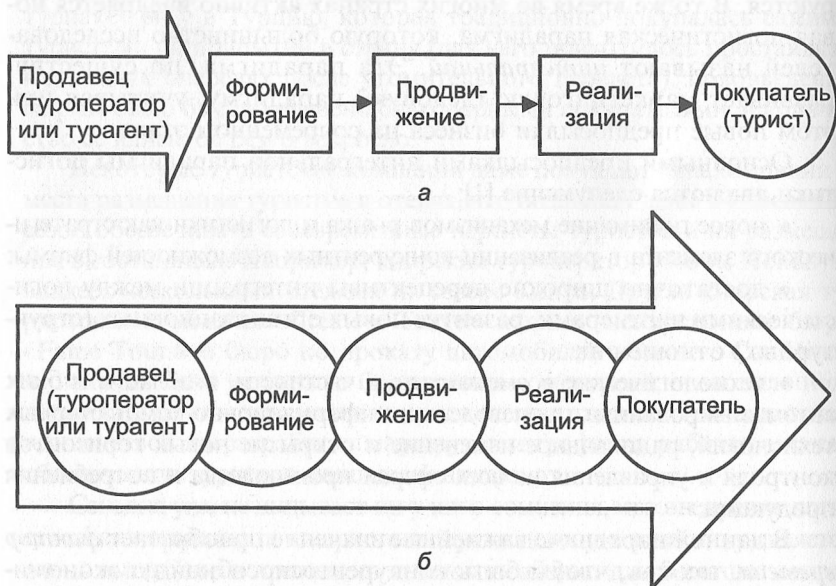 Продавец
(туроператор
или турагент)
Форми-
рование
Продви-
жение
Реали-
зация
Покупатель
(турист)
а
Продавец
(туроператор
или турагент)
Форми-
рование
Продви-
жение
Реали-
зация
Покупатель
б